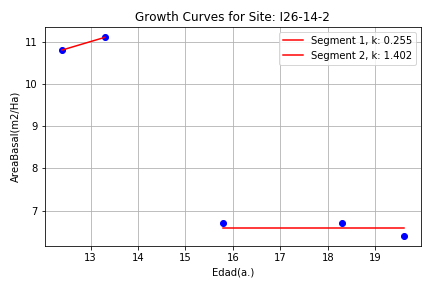 Growth Curves for Site: I26-14-2
Segment 1, k: 0.255
Segment 2, k: 1.402
AreaBasal(m2/Ha)
11
10
9
8
7
13 14 15 16 17 18 19
Edad(a.)